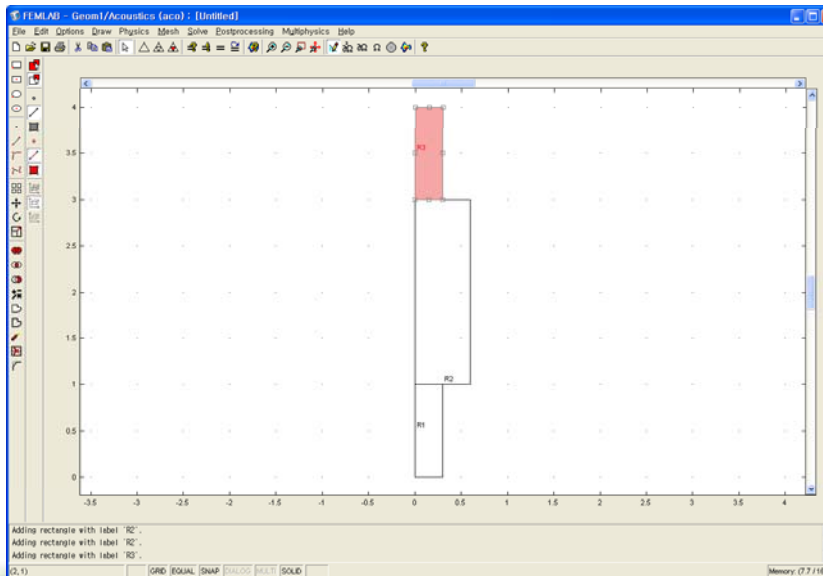 FEMLAB - Geom1/Acoustics (aco) : [Untitled]
File Edit Options Draw Physics Mesh Solve Postprocessing Multiphysics Help
4
R3
3.5
3
2.5
2
1.5
R2
1
R1
0.5
0
-3.5 -3 -2.5 -2 -1.5 -1 -0.5 0 0.5 1 1.5 2 2.5 3 3.5 4
Adding rectangle with label 'R2'.
Adding rectangle with label 'R2'.
Adding rectangle with label 'R3'.
(2,1) GRID EQUAL SNAP DIALOG MULTI SOLID Memory: (7.7 /